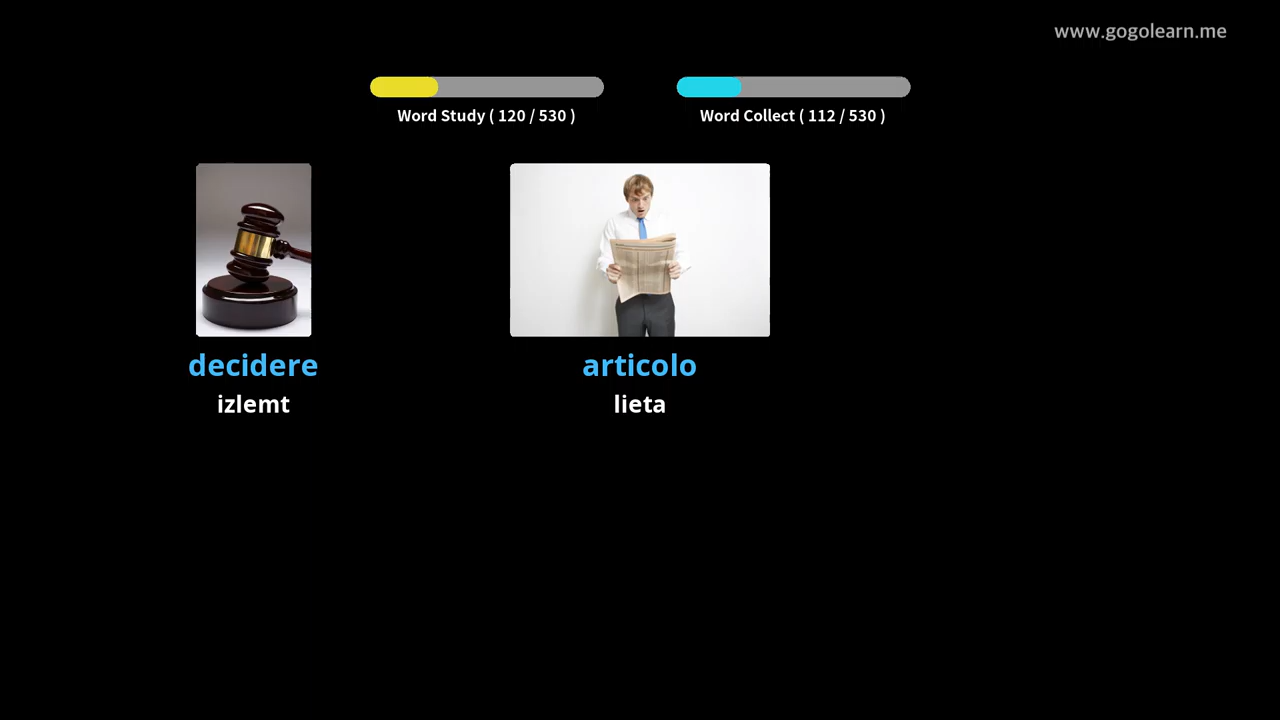 www.gogolearn.me
Word Study ( 120 / 530 )
Word Collect ( 112 / 530 )
decidere
izlemt
articolo
lieta